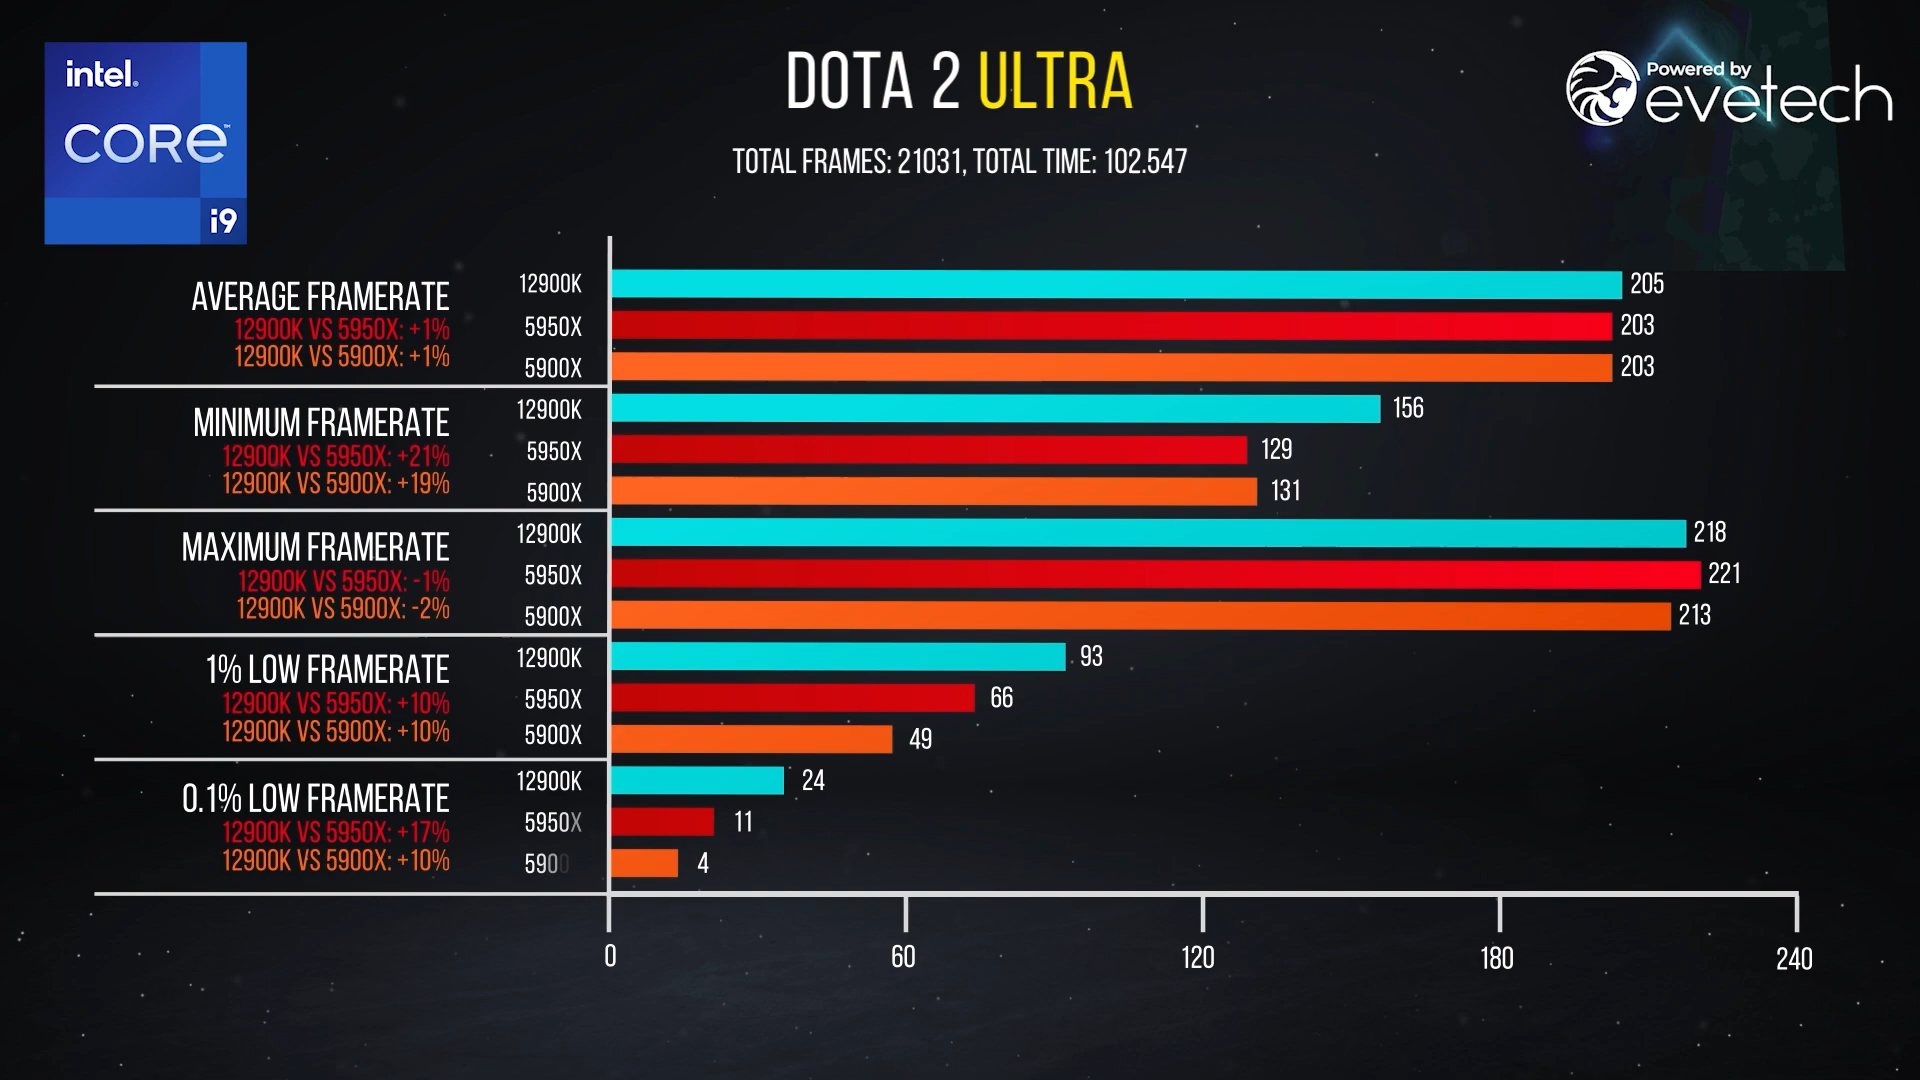 intel.
CORe™
i9
DOTA 2 ULTRA
TOTAL FRAMES: 21031, TOTAL TIME: 102.547
Powered by
evetech
AVERAGE FRAMERATE
12900K VS 5950X: +1%
12900K VS 5900X: +1%
12900K
205
5950X
203
5900X
203
MINIMUM FRAMERATE
12900K VS 5950X: +21%
12900K VS 5900X: +19%
12900K
156
5950X
129
5900X
131
MAXIMUM FRAMERATE
12900K VS 5950X: -1%
12900K VS 5900X: -2%
12900K
218
5950X
221
5900X
213
1% LOW FRAMERATE
12900K VS 5950X: +10%
12900K VS 5900X: +10%
12900K
93
5950X
66
5900X
49
0.1% LOW FRAMERATE
12900K VS 5950X: +17%
12900K VS 5900X: +10%
12900K
24
5950X
11
5900
4
0
60
120
180
240